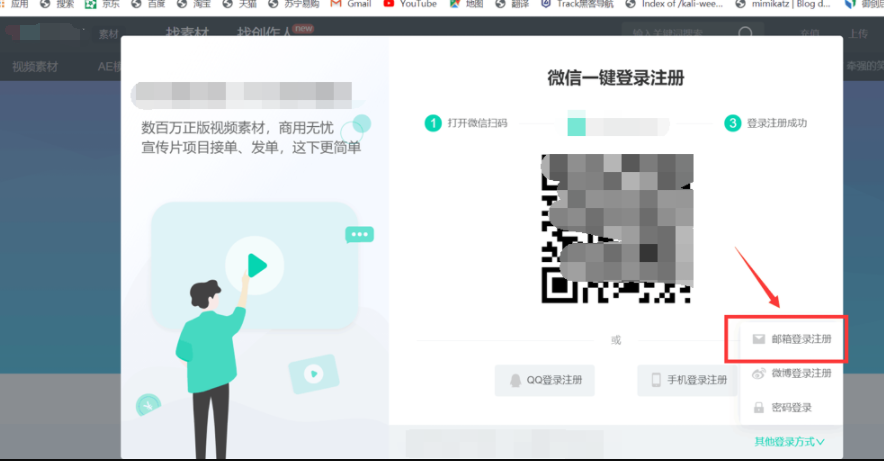 应用 搜索 京东 百度 淘宝 天猫 苏宁易购 Gmail YouTube 地图 翻译 Track黑客导航 Index of /kali-wee... mimikatz | Blog d...
素材 找素材 找创作人 new 输入关键词搜索 上传
视频素材
微信一键登录注册
1 打开微信扫码
3 登录注册成功
数百万正版视频素材，商用无忧
宣传片项目接单、发单，这下更简单
或
邮箱登录注册
QQ登录注册
手机登录注册
微博登录注册
密码登录
其他登录方式